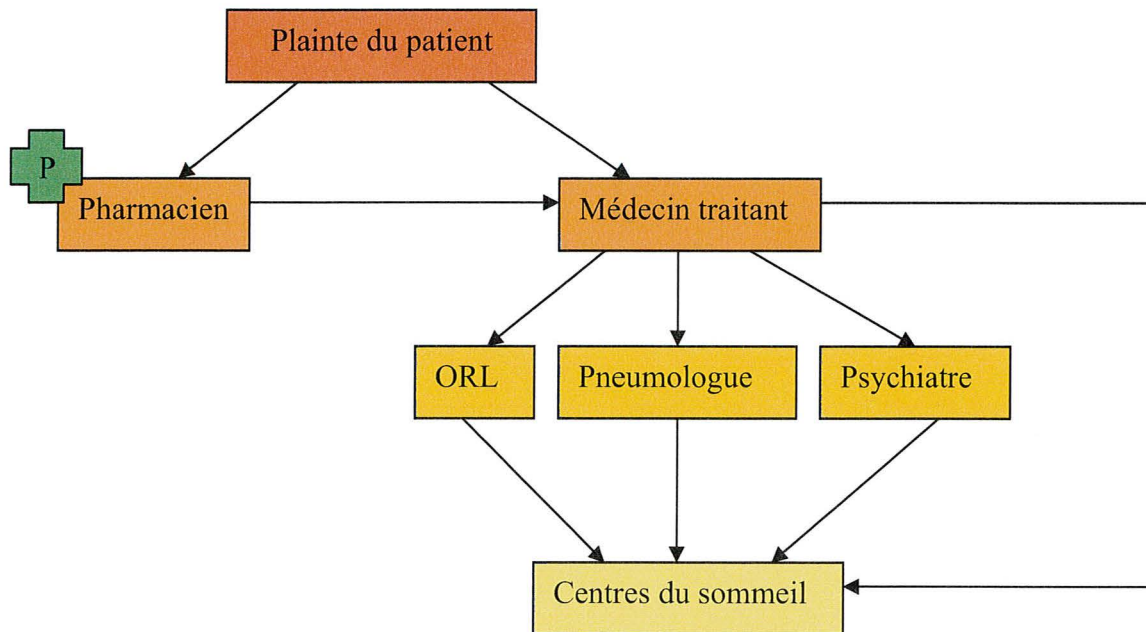 Plainte du patient
P
Pharmacien
Médecin traitant
ORL
Pneumologue
Psychiatre
Centres du sommeil